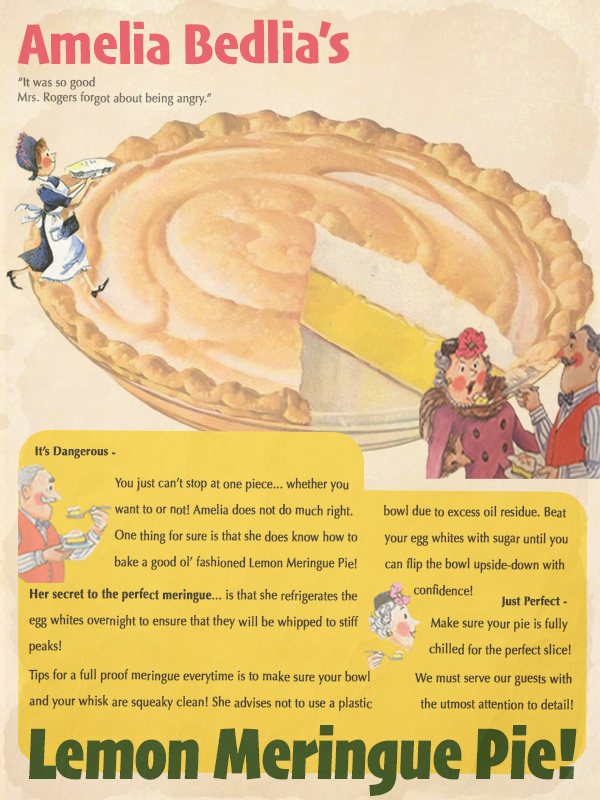 Amelia Bedlia's
“It was so good
Mrs. Rogers forgot about being angry.”
It's Dangerous -
You just can't stop at one piece... whether you
want to or not! Amelia does not do much right.
One thing for sure is that she does know how to
bake a good ol' fashioned Lemon Meringue Pie!
Her secret to the perfect meringue... is that she refrigerates the
egg whites overnight to ensure that they will be whipped to stiff
peaks!
Tips for a full proof meringue everytime is to make sure your bowl
and your whisk are squeaky clean! She advises not to use a plastic
bowl due to excess oil residue. Beat
your egg whites with sugar until you
can flip the bowl upside-down with
confidence!
Just Perfect -
Make sure your pie is fully
chilled for the perfect slice!
We must serve our guests with
the utmost attention to detail!
Lemon Meringue Pie!